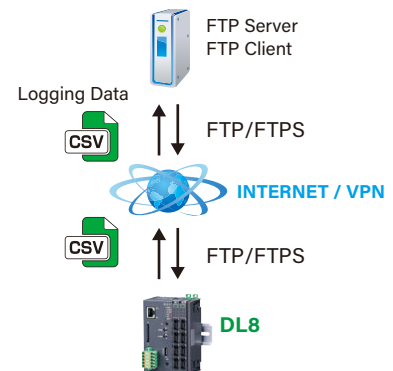 FTP Server
FTP Client
Logging Data
CSV
FTP/FTPS
INTERNET / VPN
CSV
FTP/FTPS
DL8